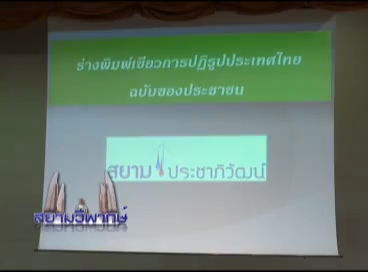 ร่างพิมพ์เขียวการปฏิรูปประเทศไทย
ฉบับของประชาชน
สยาม ประชาภิวัฒน์
สยามวิพากษ์